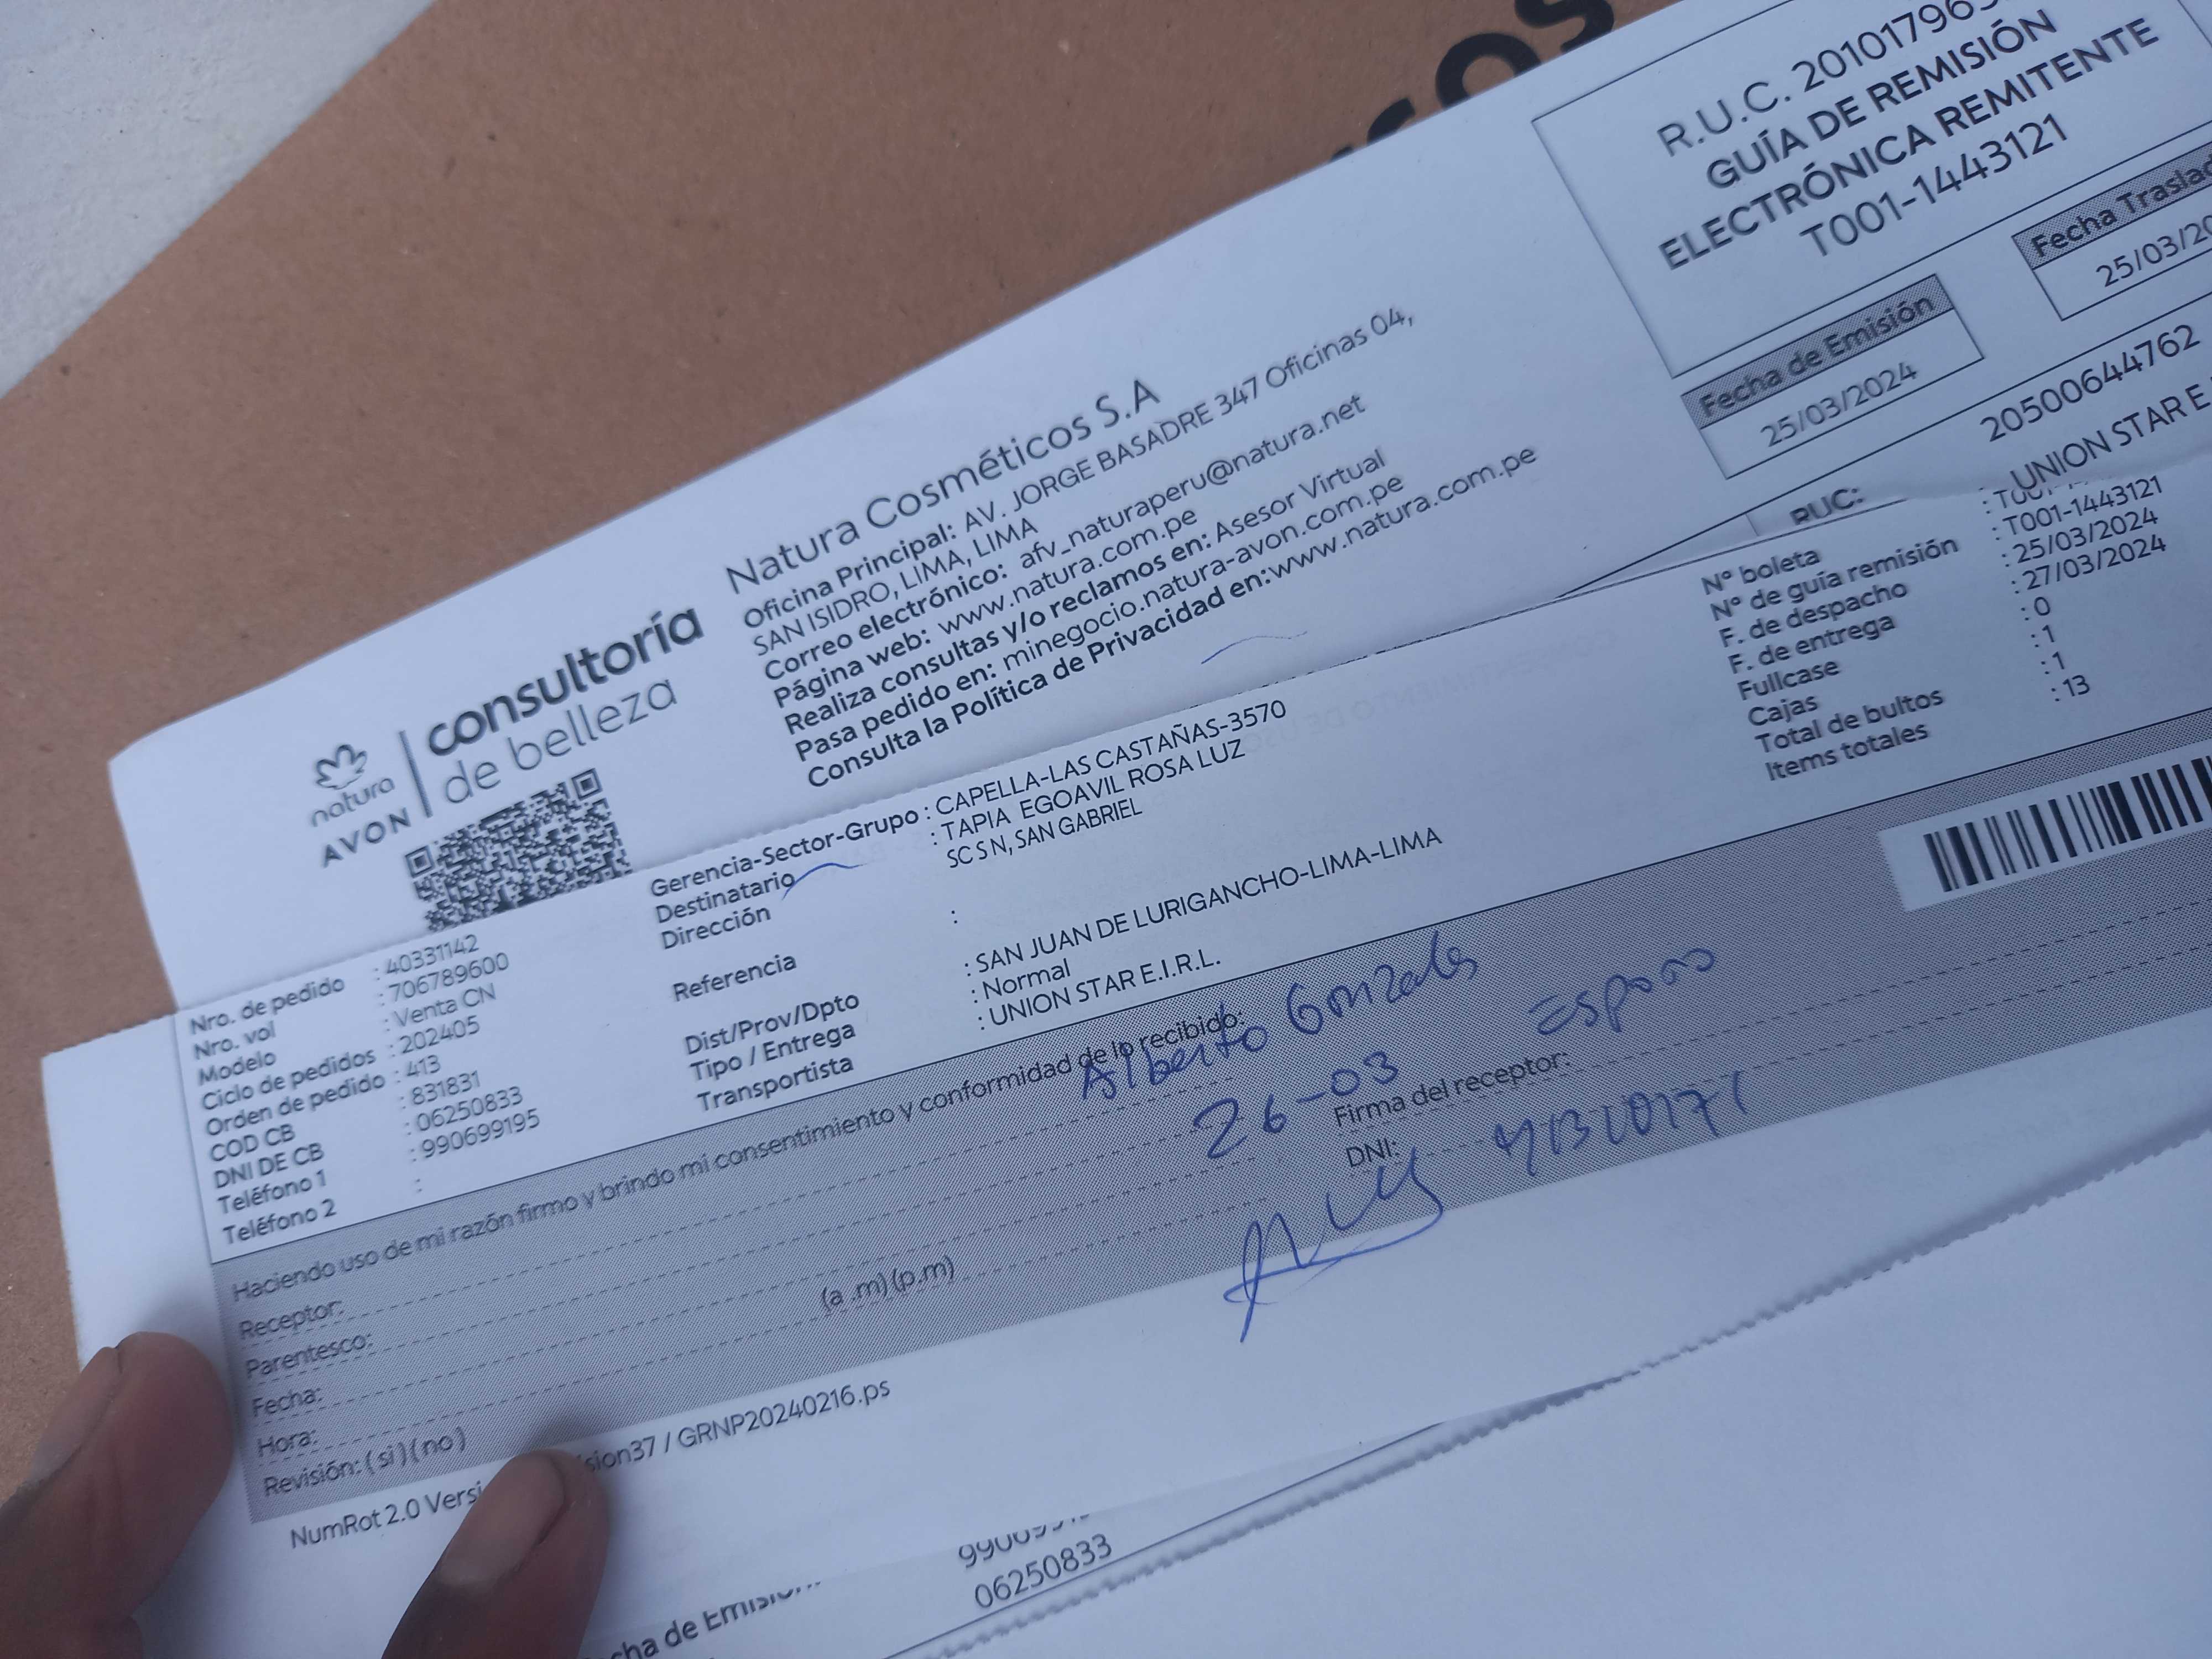 R.U.C. 20101796
GUÍA DE REMISIÓN
ELECTRÓNICA REMITENTE
T001-1443121
Fecha de Emisión
25/03/2024
25/03/20
natura
AVON
consultoría
de belleza
Natura Cosméticos S.A
Oficina Principal: AV. JORGE BASADRE 347 Oficinas 04,
SAN ISIDRO, LIMA, LIMA
Correo electrónico: afv_naturaperu@natura.net
Página web: www.natura.com.pe
Realiza consultas y/o reclamos en: Asesor Virtual
Pasa pedido en: minegocio.natura-avon.com.pe
Consulta la Política de Privacidad en:www.natura.com.pe
20500644762
RUC: UNION STAR E
Nro. de pedido : 40331142
Nro. vol : 706789600
Modelo : Venta CN
Ciclo de pedidos : 202405
Orden de pedido : 413
COD CB : 831831
DNI DE CB : 06250833
Teléfono 1 : 990699195
Teléfono 2 :
Gerencia-Sector-Grupo : CAPELLA-LAS CASTAÑAS-3570
Destinatario : TAPIA EGOAVIL ROSA LUZ
Dirección SC S N, SAN GABRIEL
Referencia :
Dist/Prov/Dpto : SAN JUAN DE LURIGANCHO-LIMA-LIMA
Tipo / Entrega : Normal
Transportista : UNION STAR E.I.R.L.
N° boleta
N° de guía remisión : T001-1443121
F. de despacho : 25/03/2024
F. de entrega : 27/03/2024
Fullcase : 0
Cajas : 1
Total de bultos : 1
Items totales : 13
Haciendo uso de mi razón firmo y brindo mi consentimiento y conformidad de lo recibido:
Alberto Gonzales
Receptor:
Esposo
Parentesco:
26-03
Firma del receptor:
Fecha:
DNI:
Hora: (a .m) (p.m)
Revisión: ( si ) ( no )
NumRot 2.0 Versi sion37 / GRNP20240216.ps
06250833